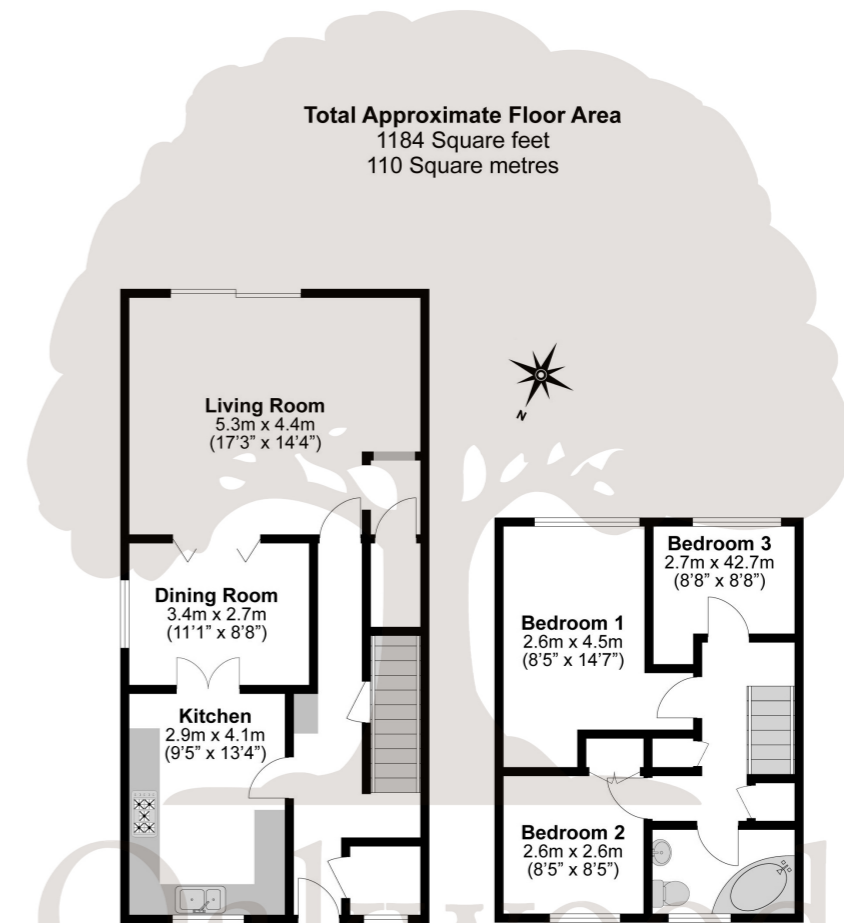 Total Approximate Floor Area
1184 Square feet
110 Square metres
N
Living Room
5.3m x 4.4m
(17’3” x 14’4”)
Dining Room
3.4m x 2.7m
(11’1” x 8’8”)
Kitchen
2.9m x 4.1m
(9’5” x 13’4”)
Bedroom 3
2.7m x 42.7m
(8’8” x 8’8”)
Bedroom 1
2.6m x 4.5m
(8’5” x 14’7”)
Bedroom 2
2.6m x 2.6m
(8’5” x 8’5”)